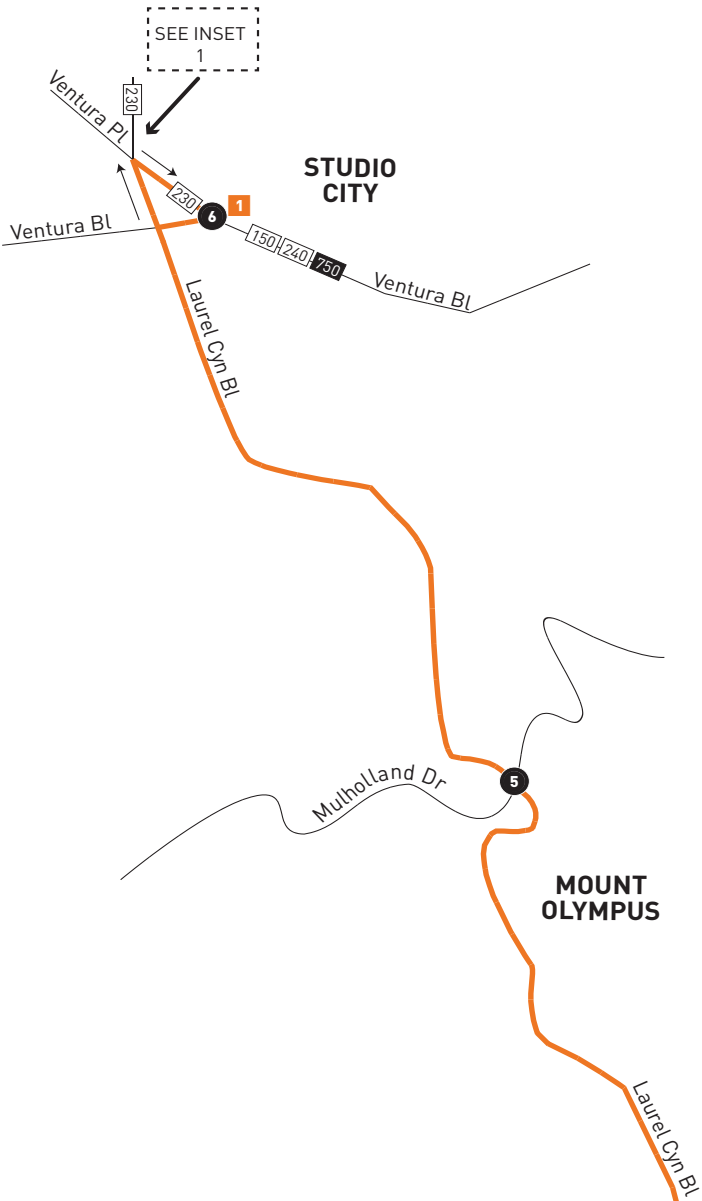 SEE INSET
1
Ventura Pl
230
STUDIO
CITY
230
6
1
Ventura Bl
150
240
750
Ventura Bl
Laurel Cyn Bl
5
Mulholland Dr
MOUNT
OLYMPUS
Laurel Cyn Bl